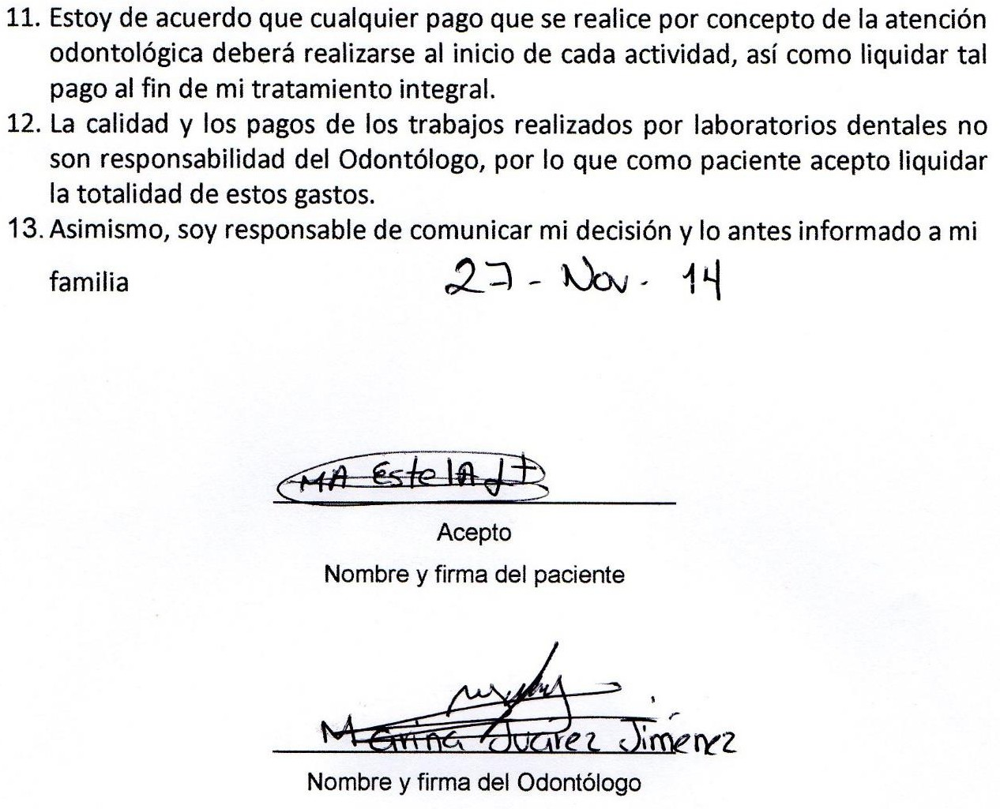 11. Estoy de acuerdo que cualquier pago que se realice por concepto de la atención
odontológica deberá realizarse al inicio de cada actividad, así como liquidar tal
pago al fin de mi tratamiento integral.
12. La calidad y los pagos de los trabajos realizados por laboratorios dentales no
son responsabilidad del Odontólogo, por lo que como paciente acepto liquidar
la totalidad de estos gastos.
13. Asimismo, soy responsable de comunicar mi decisión y lo antes informado a mi
familia 27 - Nov. 14
MA EstelA
Acepto
Nombre y firma del paciente
Marina Juárez Jiménez
Nombre y firma del Odontólogo